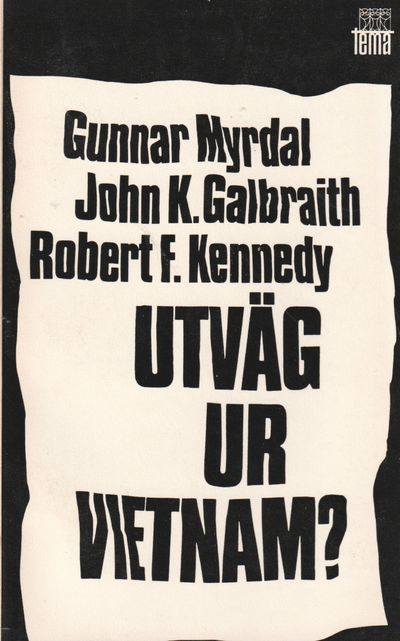 tema
Gunnar Myrdal
John K. Galbraith
Robert F. Kennedy
UTVÄG
UR
VIETNAM?